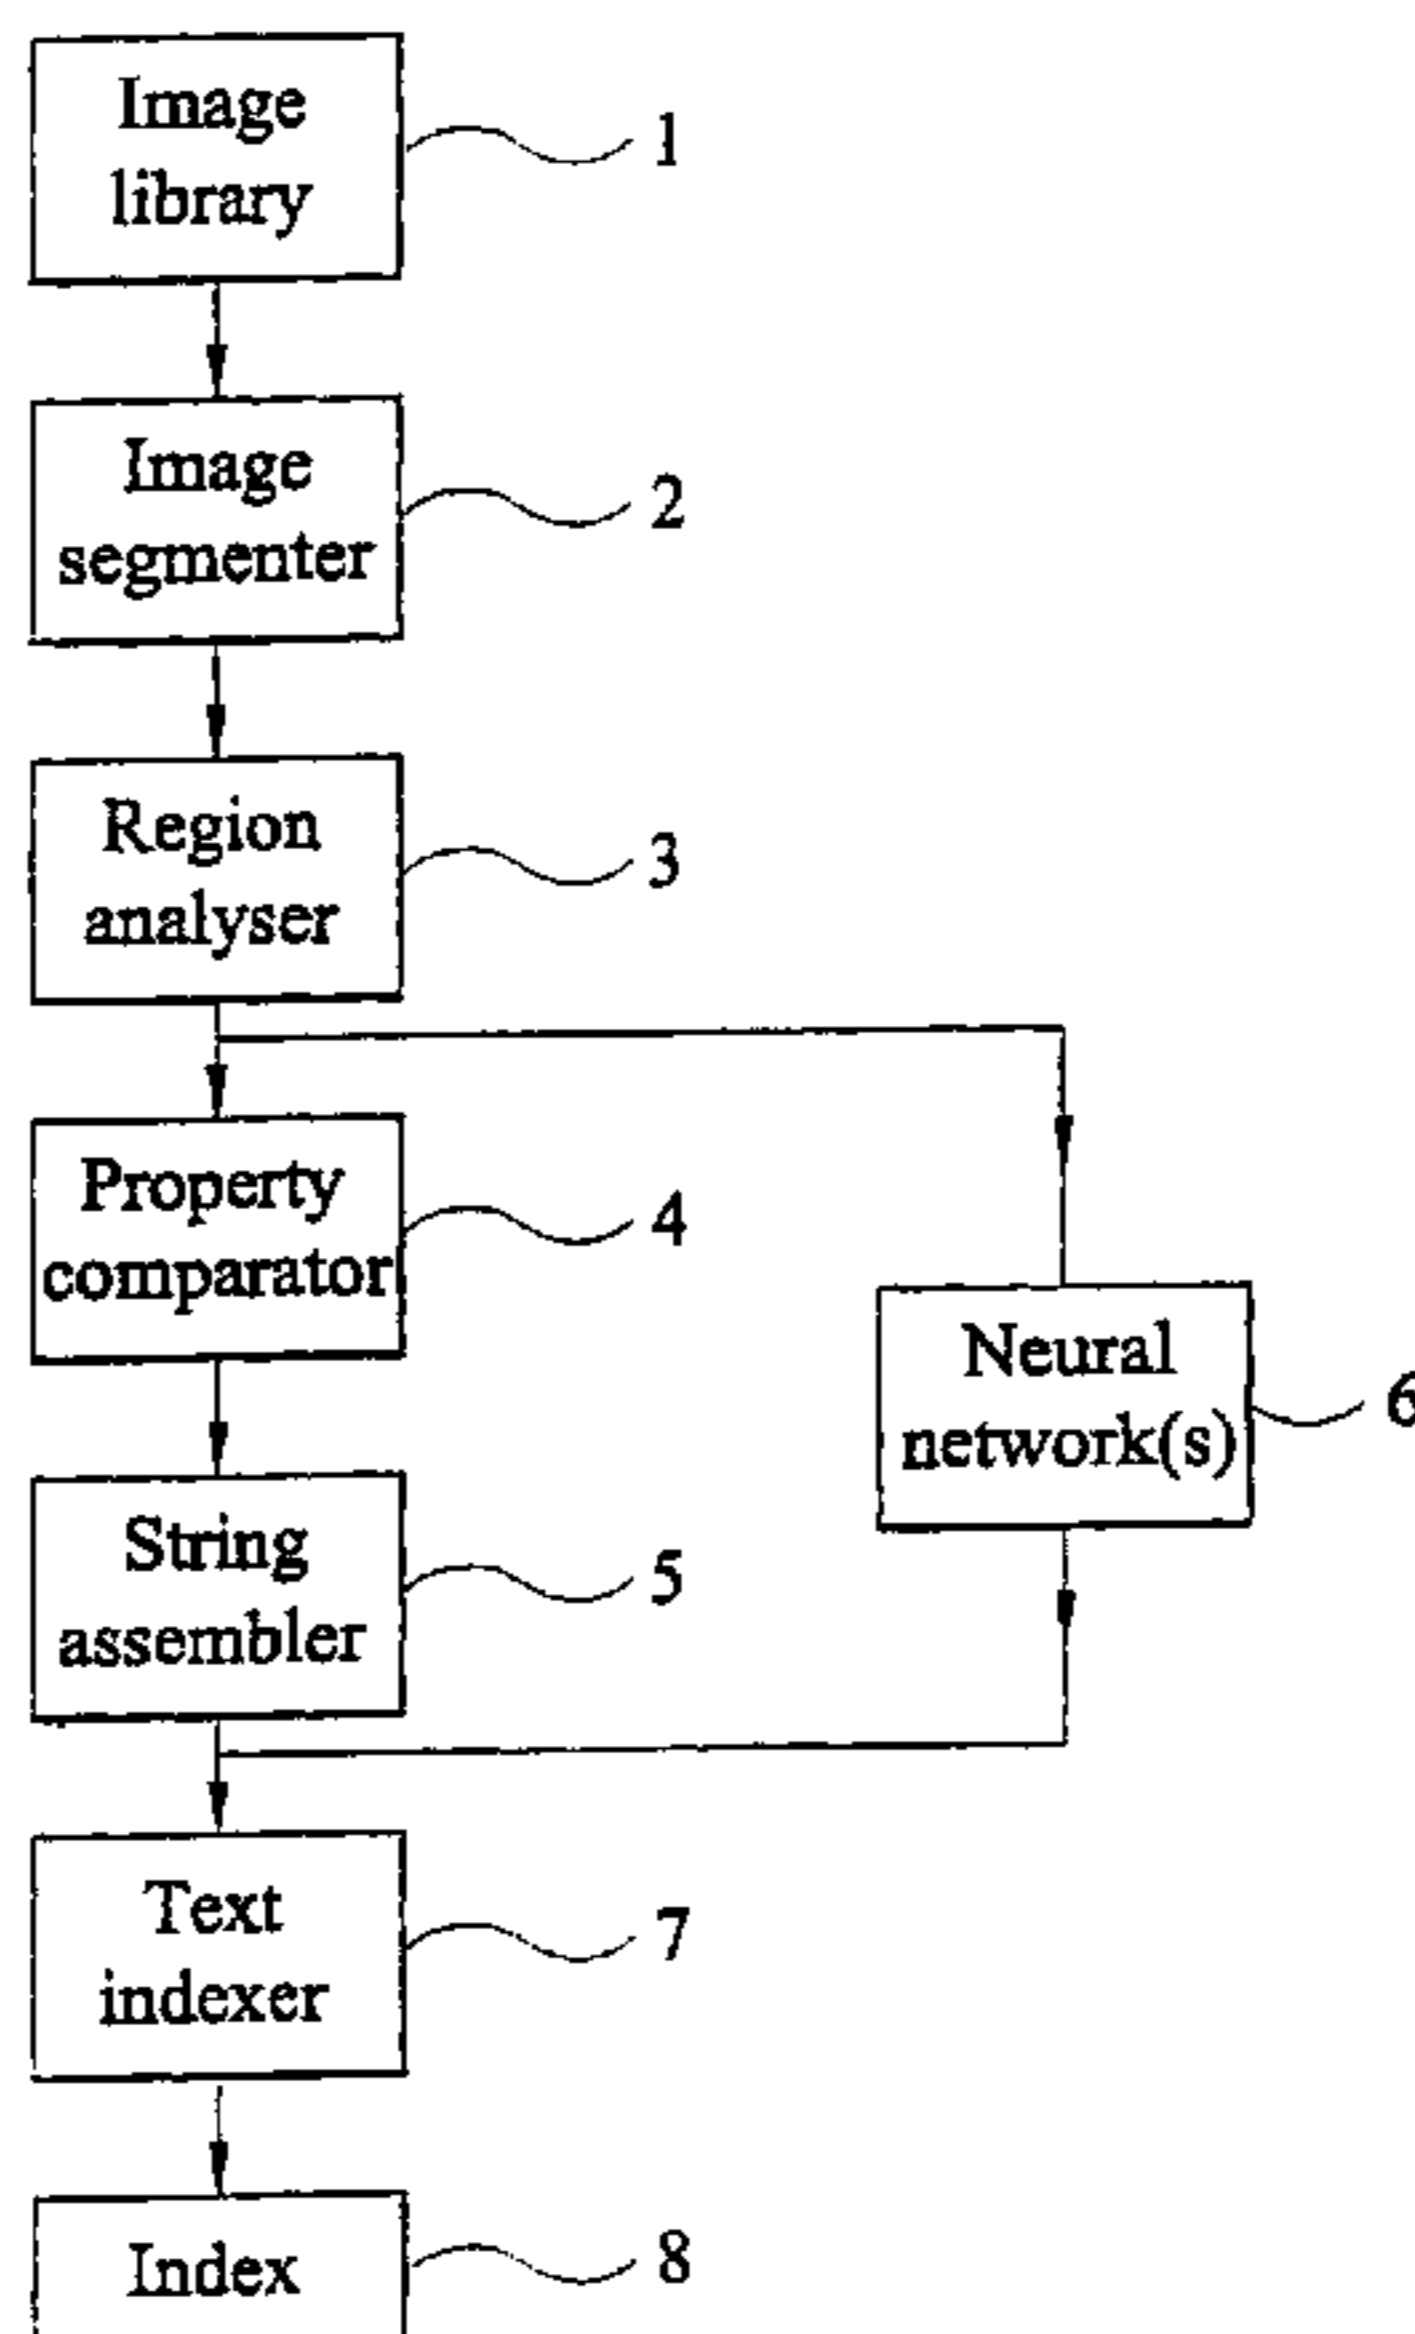 Image
library
1
Image
segmenter
2
Region
analyser
3
Property
comparator
4
Neural
network(s)
6
String
assembler
5
Text
indexer
7
Index
8